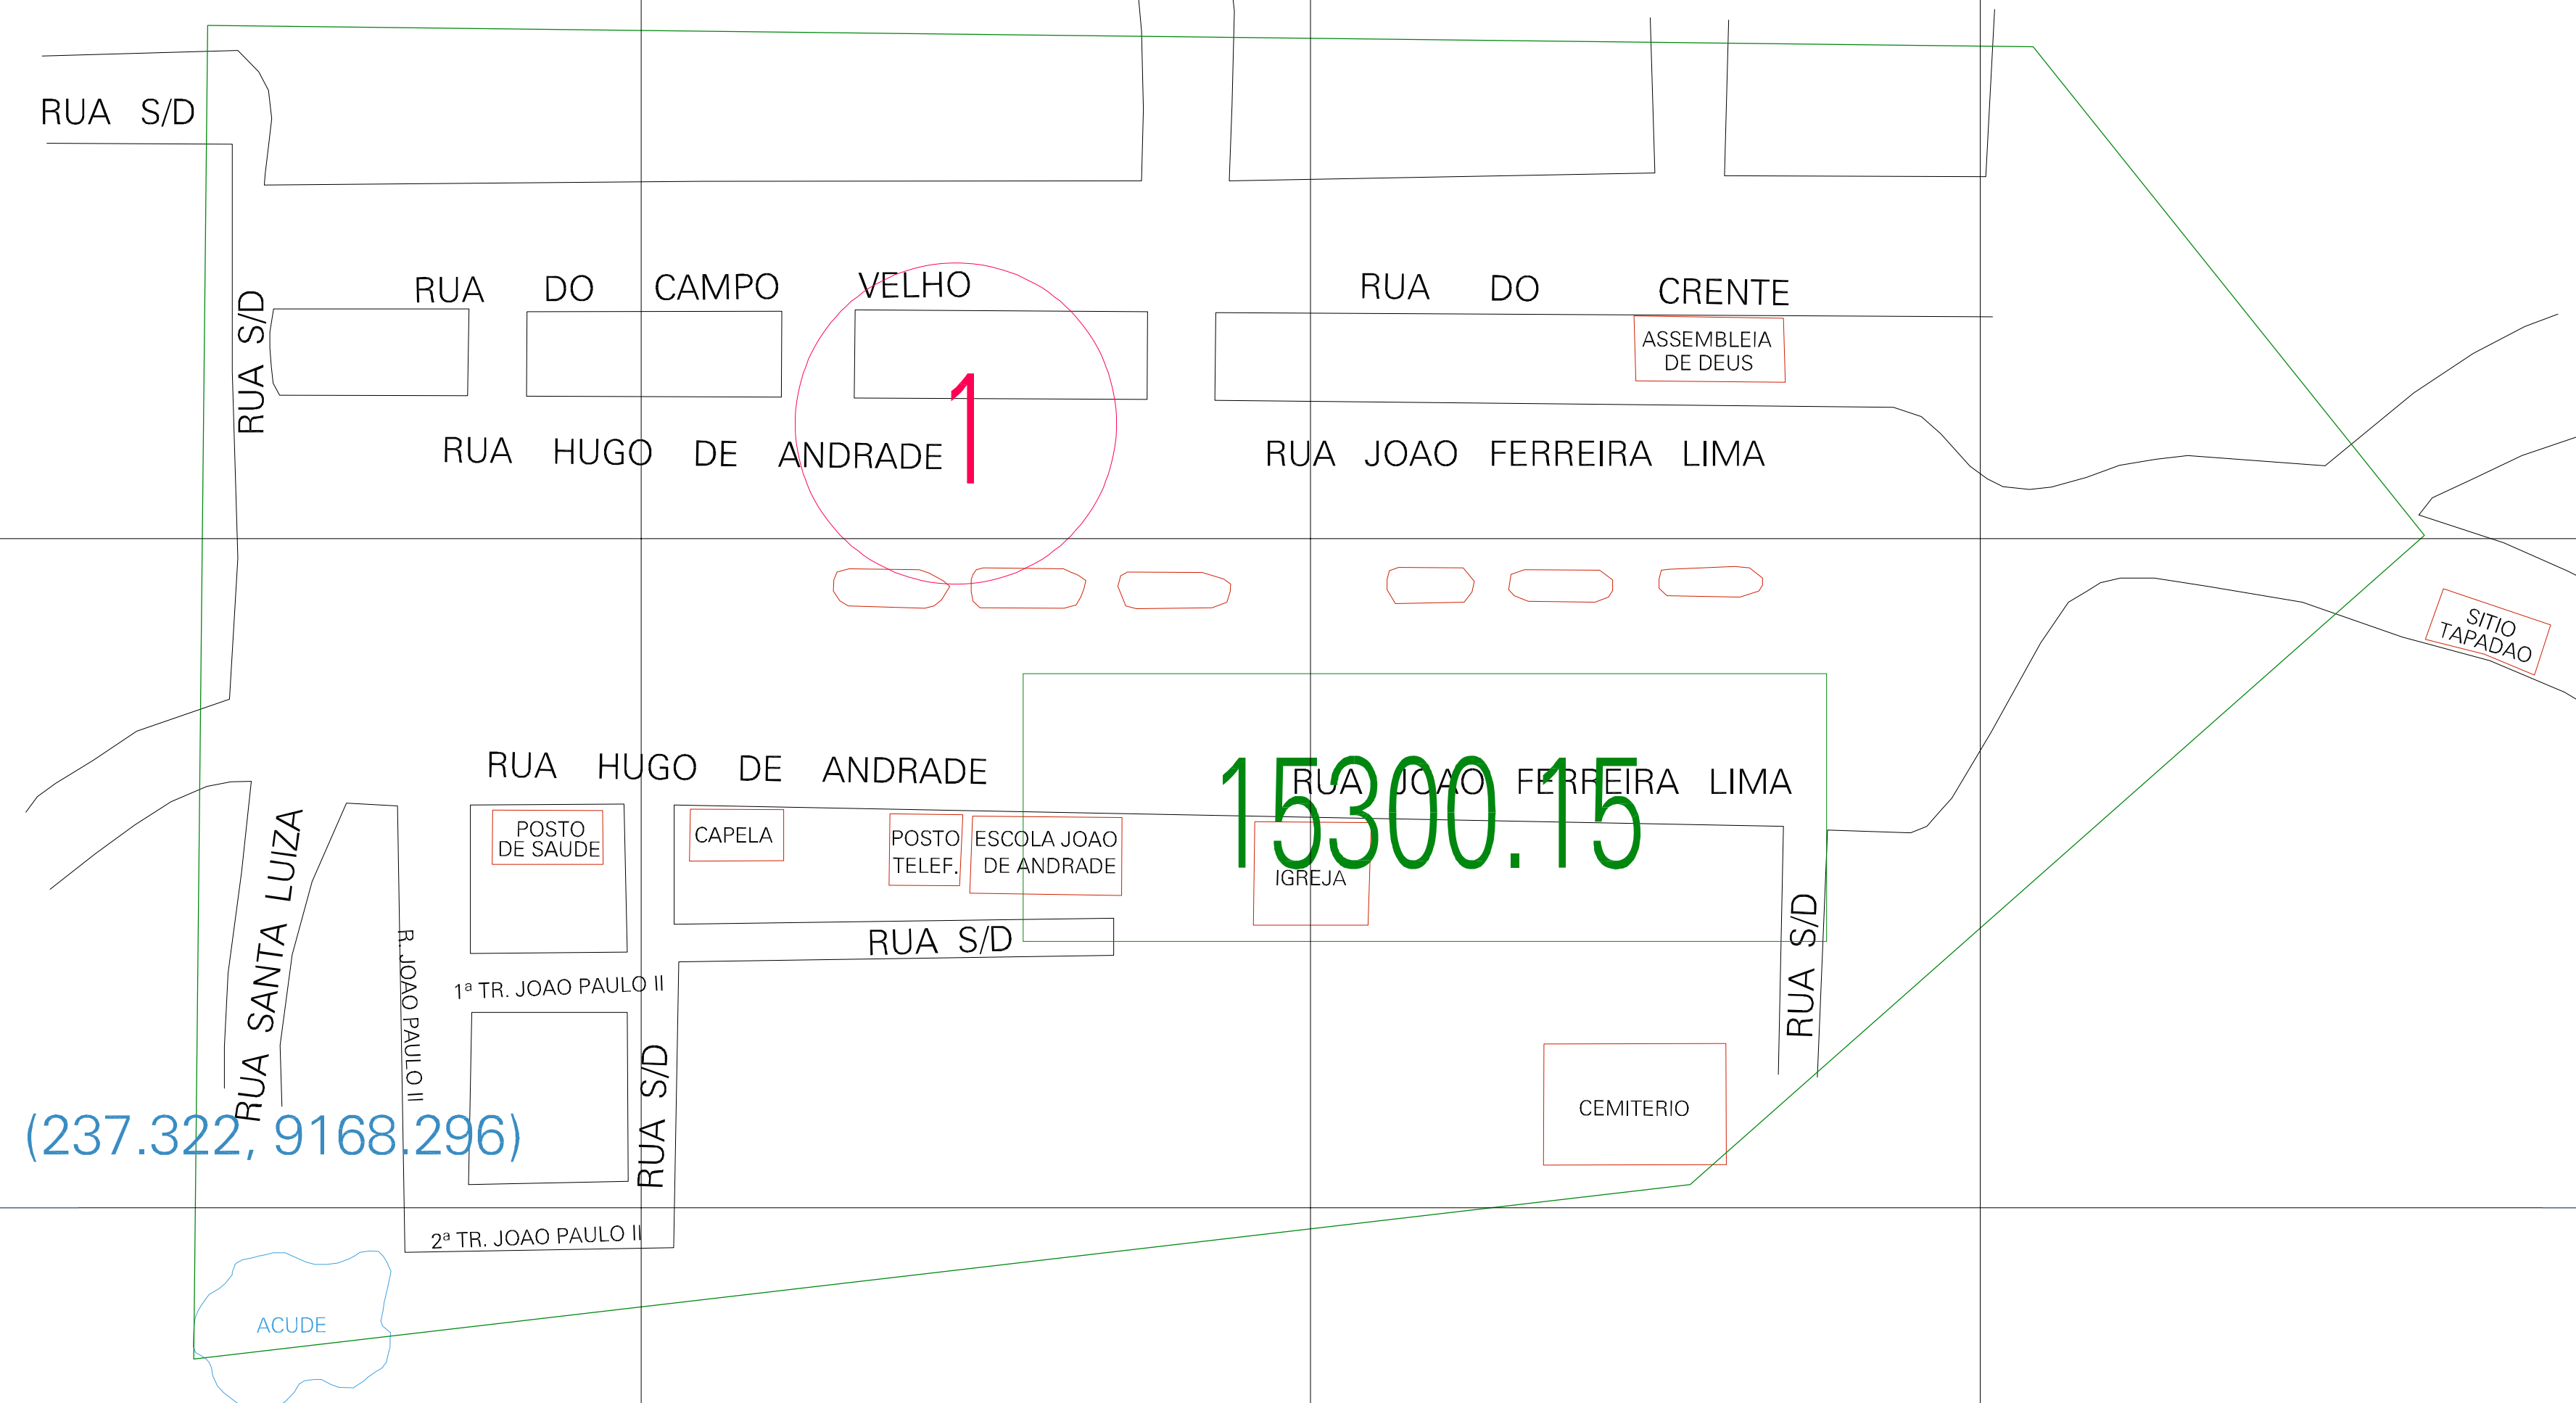 RUA S/D
RUA S/D
RUA DO CAMPO VELHO
RUA DO CRENTE
ASSEMBLEIA
DE DEUS
1
RUA HUGO DE ANDRADE
RUA JOAO FERREIRA LIMA
SITIO
TAPADAO
RUA HUGO DE ANDRADE
RUA JOAO FERREIRA LIMA
15300.15
POSTO
DE SAUDE
CAPELA
POSTO
TELEF.
ESCOLA JOAO
DE ANDRADE
IGREJA
RUA SANTA LUIZA
R. JOAO PAULO II
RUA S/D
RUA S/D
1ª TR. JOAO PAULO II
RUA S/D
CEMITERIO
(237.322, 9168.296)
2ª TR. JOAO PAULO II
ACUDE